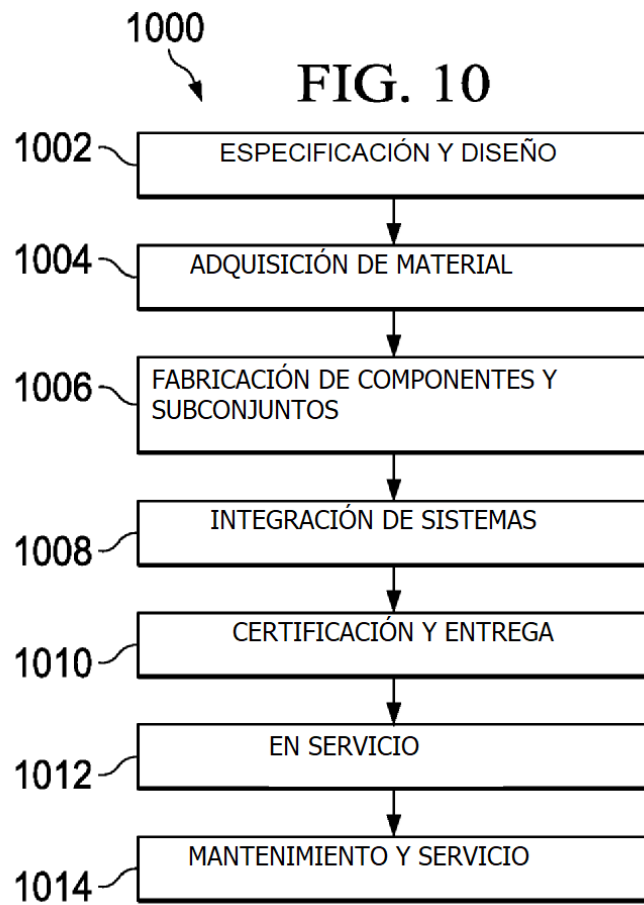 1000
FIG. 10
1002
ESPECIFICACIÓN Y DISEÑO
1004
ADQUISICIÓN DE MATERIAL
1006
FABRICACIÓN DE COMPONENTES Y
SUBCONJUNTOS
1008
INTEGRACIÓN DE SISTEMAS
1010
CERTIFICACIÓN Y ENTREGA
1012
EN SERVICIO
1014
MANTENIMIENTO Y SERVICIO